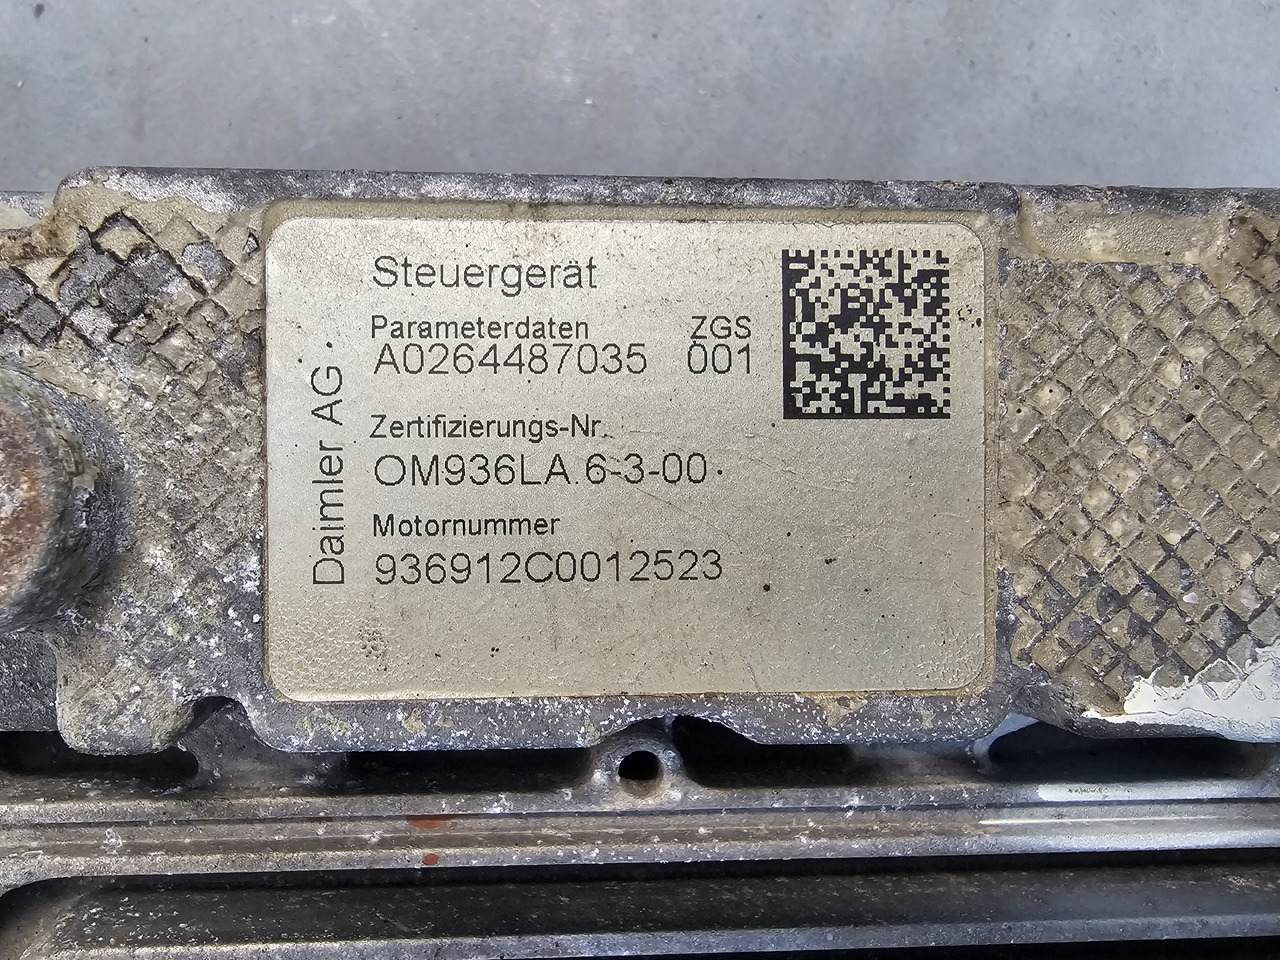 Steuergerät
Parameterdaten ZGS
A0264487035 001
Zertifizierungs-Nr.
OM936LA.6-3-00
Motornummer
936912C0012523
Daimler AG